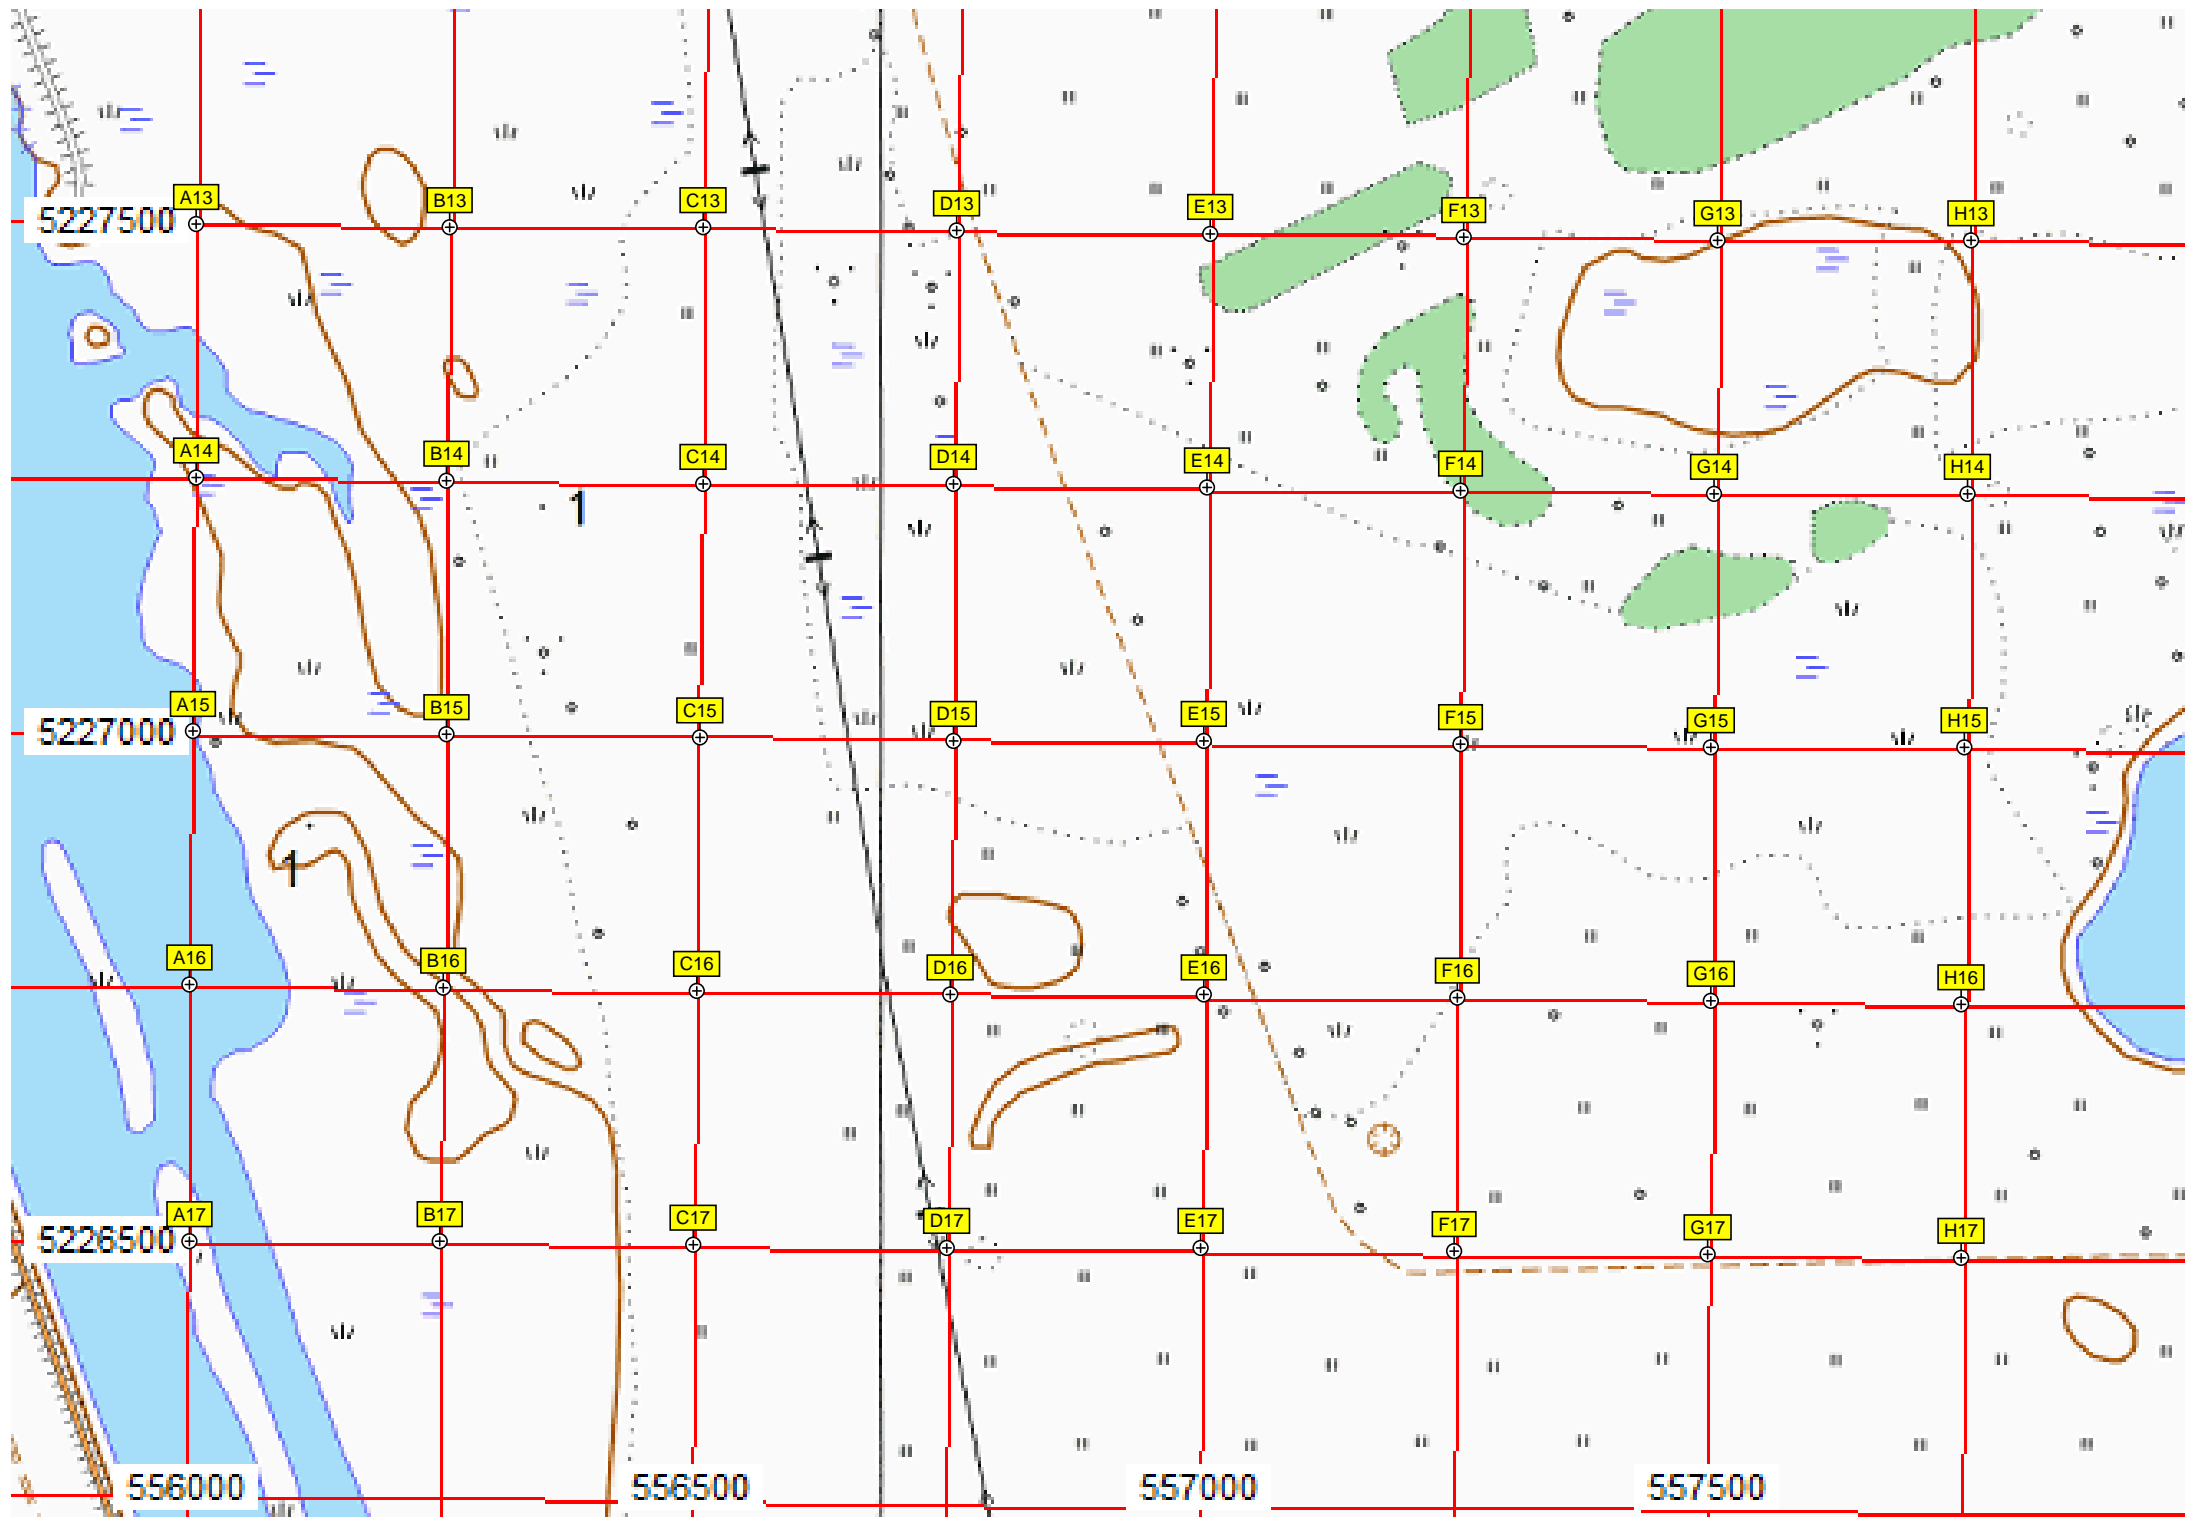 A13 B13 C13 D13 E13 F13 G13 H13
5227500
A14 B14 C14 D14 E14 F14 G14 H14
1
A15 B15 C15 D15 E15 F15 G15 H15
5227000
1
A16 B16 C16 D16 E16 F16 G16 H16
A17 B17 C17 D17 E17 F17 G17 H17
5226500
556000 556500 557000 557500